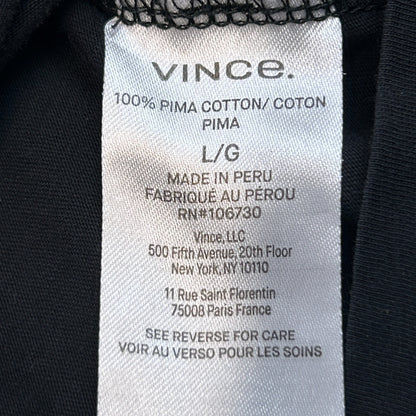 VINCE.
100% PIMA COTTON/ COTON
PIMA
L/G
MADE IN PERU
FABRIQUÉ AU PÉROU
RN#106730
Vince, LLC
500 Fifth Avenue, 20th Floor
New York, NY 10110
11 Rue Saint Florentin
75008 Paris France
SEE REVERSE FOR CARE
VOIR AU VERSO POUR LES SOINS